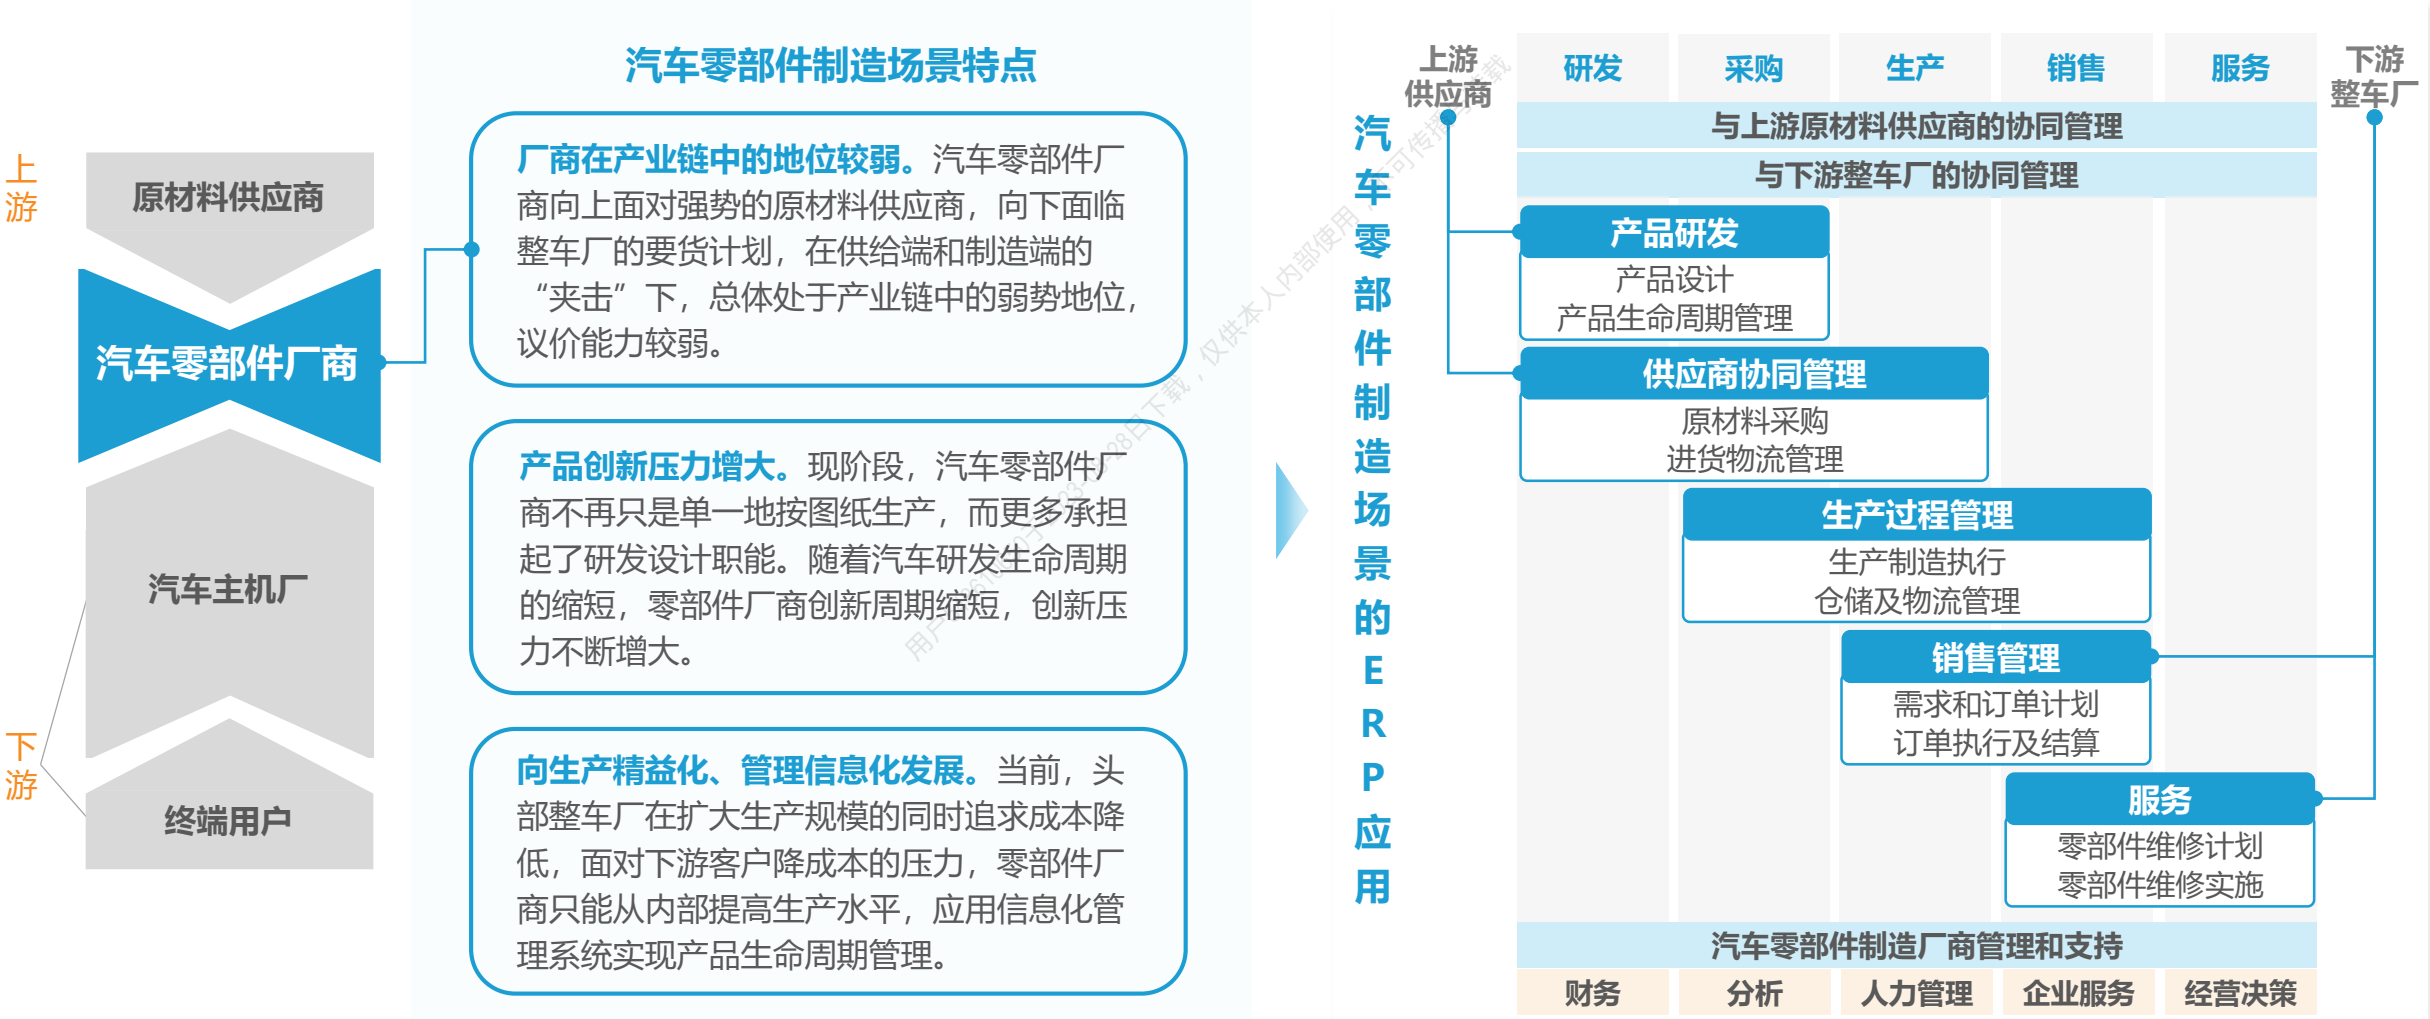 上
游
原材料供应商
汽车零部件厂商
汽车主机厂
下
游
终端用户
汽车零部件制造场景特点
厂商在产业链中的地位较弱。汽车零部件厂
商向上面对强势的原材料供应商，向下面临
整车厂的要货计划，在供给端和制造端的
“夹击”下，总体处于产业链中的弱势地位，
议价能力较弱。
产品创新压力增大。现阶段，汽车零部件厂
商不再只是单一地按图纸生产，而更多承担
起了研发设计职能。随着汽车研发生命周期
的缩短，零部件厂商创新周期缩短，创新压
力不断增大。
向生产精益化、管理信息化发展。当前，头
部整车厂在扩大生产规模的同时追求成本降
低，面对下游客户降成本的压力，零部件厂
商只能从内部提高生产水平，应用信息化管
理系统实现产品生命周期管理。
汽车零部件制造场景的ERP应用
上游
供应商
研发
采购
生产
销售
服务
下游
整车厂
与上游原材料供应商的协同管理
与下游整车厂的协同管理
产品研发
产品设计
产品生命周期管理
供应商协同管理
原材料采购
进货物流管理
生产过程管理
生产制造执行
仓储及物流管理
销售管理
需求和订单计划
订单执行及结算
服务
零部件维修计划
零部件维修实施
汽车零部件制造厂商管理和支持
财务
分析
人力管理
企业服务
经营决策
28日下载，仅供本人内部使用，不可传播